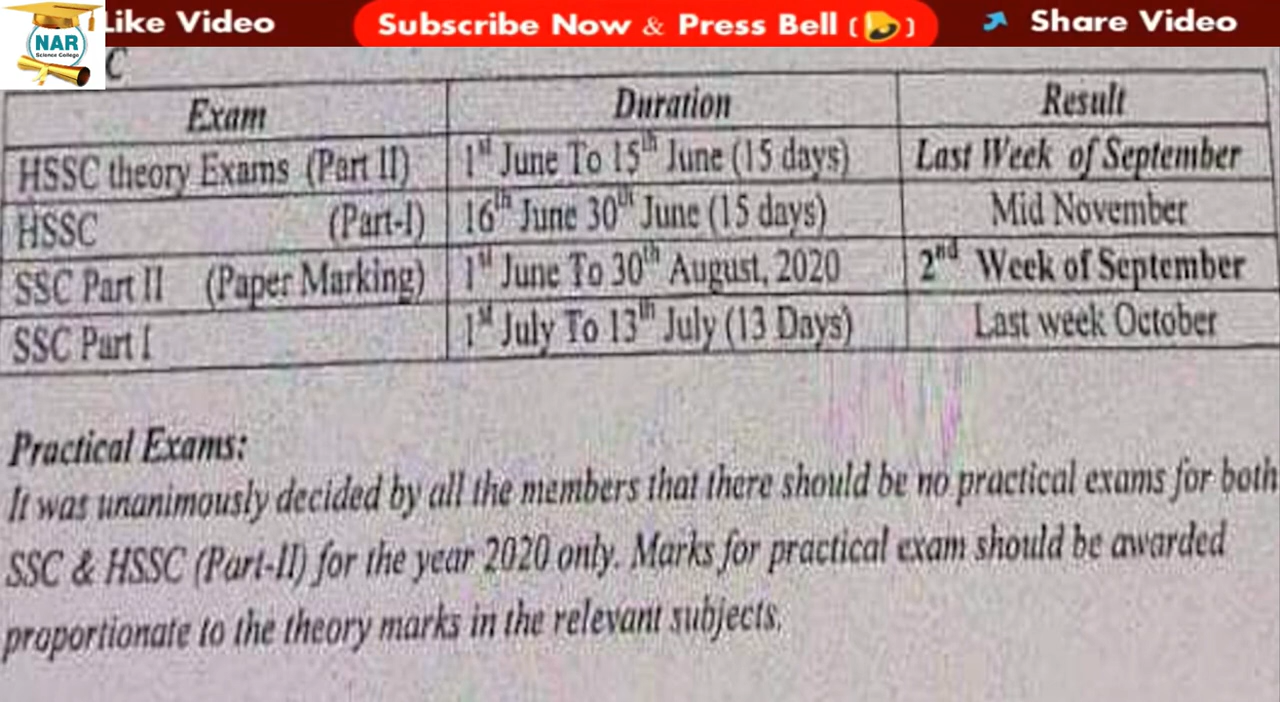 Like Video Subscribe Now & Press Bell ( ) Share Video
NAR
Science College
C
Exam Duration Result
HSSC theory Exams (Part II) 1st June To 15th June (15 days) Last Week of September
HSSC (Part-I) 16th June 30th June (15 days) Mid November
SSC Part II (Paper Marking) 1st June To 30th August, 2020 2nd Week of September
SSC Part I 1st July To 13th July (13 Days) Last week October
Practical Exams:
It was unanimously decided by all the members that there should be no practical exams for both
SSC & HSSC (Part-II) for the year 2020 only. Marks for practical exam should be awarded
proportionate to the theory marks in the relevant subjects.